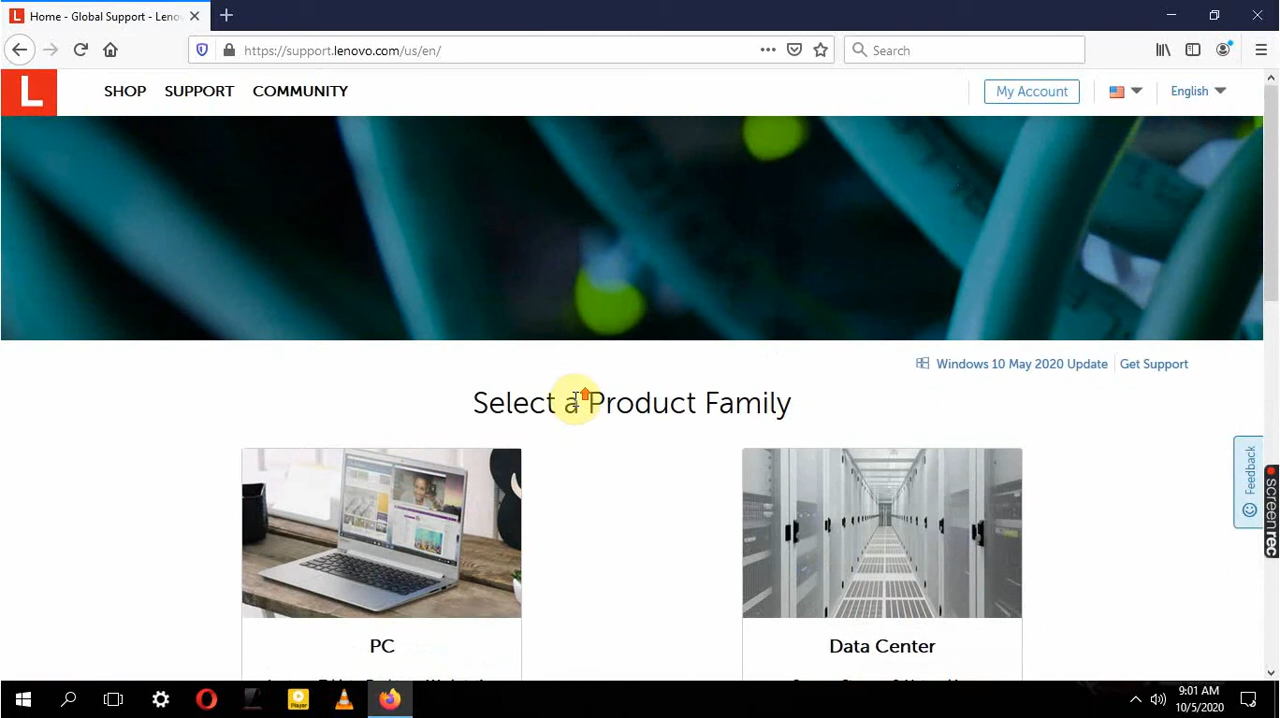 Home - Global Support - Leno
https://support.lenovo.com/us/en/
Search
L
SHOP SUPPORT COMMUNITY
My Account
English
Windows 10 May 2020 Update
Get Support
Select a Product Family
Feedback
screenrec
PC
Data Center
Player
9:01 AM
10/5/2020